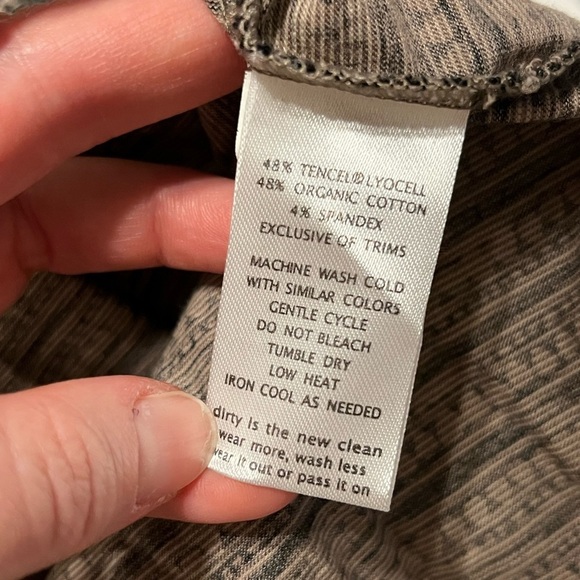 48% TENCEL® LYOCELL
48% ORGANIC COTTON
4% SPANDEX
EXCLUSIVE OF TRIMS
MACHINE WASH COLD
WITH SIMILAR COLORS
GENTLE CYCLE
DO NOT BLEACH
TUMBLE DRY
LOW HEAT
IRON COOL AS NEEDED
dirty is the new clean
wear more, wash less
wear it out or pass it on